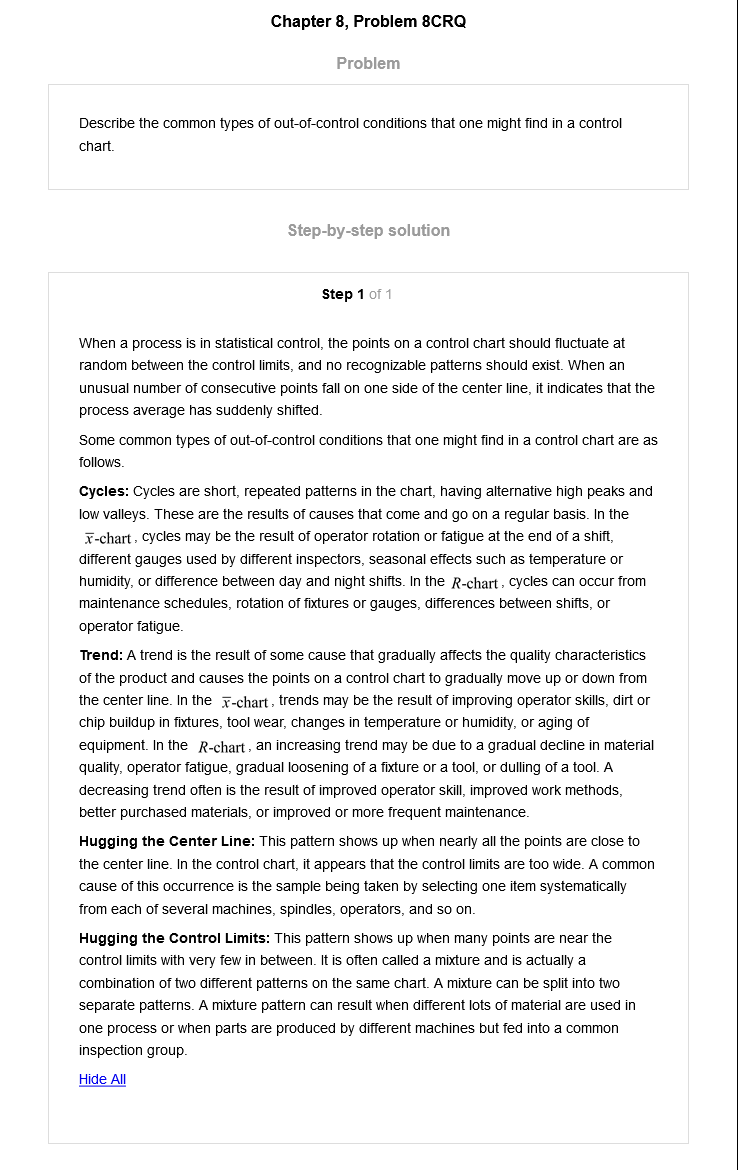 Chapter 8, Problem 8CRQ
Problem
Describe the common types of out-of-control conditions that one might find in a control
chart.
Step-by-step solution
Step 1 of 1
When a process is in statistical control, the points on a control chart should fluctuate at
random between the control limits, and no recognizable patterns should exist. When an
unusual number of consecutive points fall on one side of the center line, it indicates that the
process average has suddenly shifted.
Some common types of out-of-control conditions that one might find in a control chart are as
follows.
Cycles: Cycles are short, repeated patterns in the chart, having alternative high peaks and
low valleys. These are the results of causes that come and go on a regular basis. In the
x̅-chart, cycles may be the result of operator rotation or fatigue at the end of a shift,
different gauges used by different inspectors, seasonal effects such as temperature or
humidity, or difference between day and night shifts. In the R-chart, cycles can occur from
maintenance schedules, rotation of fixtures or gauges, differences between shifts, or
operator fatigue.
Trend: A trend is the result of some cause that gradually affects the quality characteristics
of the product and causes the points on a control chart to gradually move up or down from
the center line. In the x̅-chart, trends may be the result of improving operator skills, dirt or
chip buildup in fixtures, tool wear, changes in temperature or humidity, or aging of
equipment. In the R-chart, an increasing trend may be due to a gradual decline in material
quality, operator fatigue, gradual loosening of a fixture or a tool, or dulling of a tool. A
decreasing trend often is the result of improved operator skill, improved work methods,
better purchased materials, or improved or more frequent maintenance.
Hugging the Center Line: This pattern shows up when nearly all the points are close to
the center line. In the control chart, it appears that the control limits are too wide. A common
cause of this occurrence is the sample being taken by selecting one item systematically
from each of several machines, spindles, operators, and so on.
Hugging the Control Limits: This pattern shows up when many points are near the
control limits with very few in between. It is often called a mixture and is actually a
combination of two different patterns on the same chart. A mixture can be split into two
separate patterns. A mixture pattern can result when different lots of material are used in
one process or when parts are produced by different machines but fed into a common
inspection group.
Hide All